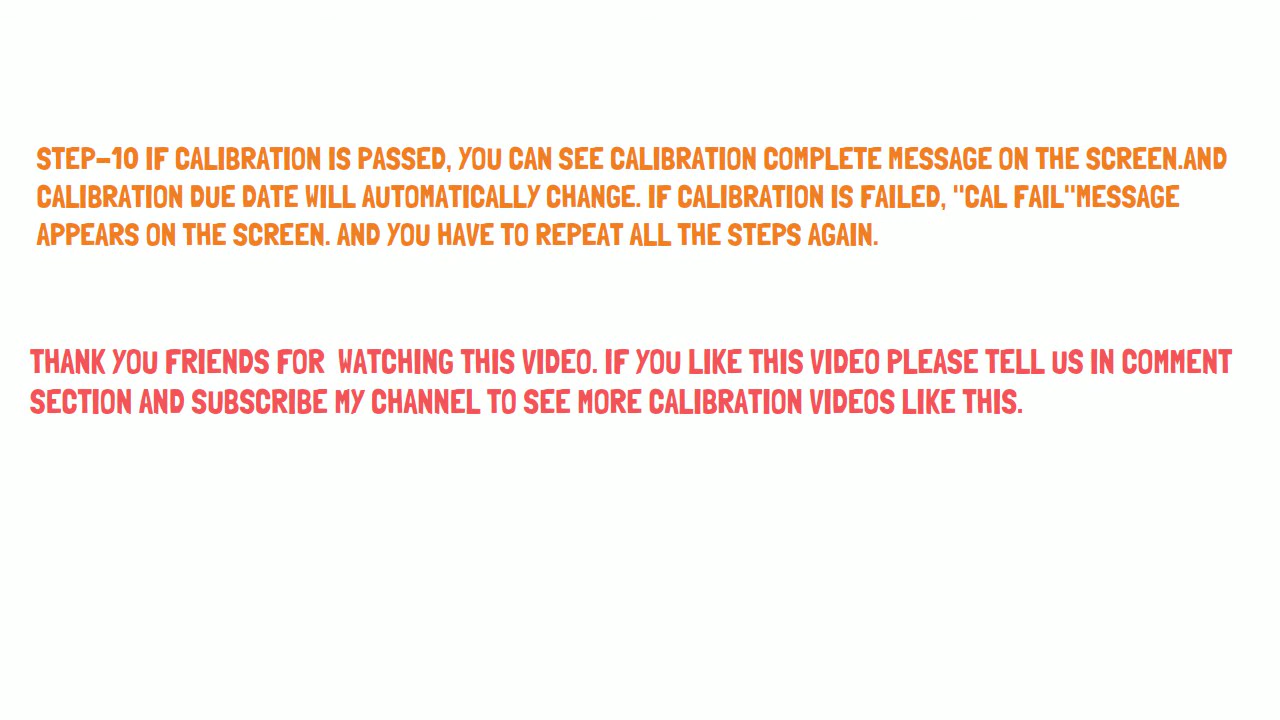 STEP-10 IF CALIBRATION IS PASSED, YOU CAN SEE CALIBRATION COMPLETE MESSAGE ON THE SCREEN.AND
CALIBRATION DUE DATE WILL AUTOMATICALLY CHANGE. IF CALIBRATION IS FAILED, "CAL FAIL"MESSAGE
APPEARS ON THE SCREEN. AND YOU HAVE TO REPEAT ALL THE STEPS AGAIN.
THANK YOU FRIENDS FOR  WATCHING THIS VIDEO. IF YOU LIKE THIS VIDEO PLEASE TELL US IN COMMENT
SECTION AND SUBSCRIBE MY CHANNEL TO SEE MORE CALIBRATION VIDEOS LIKE THIS.